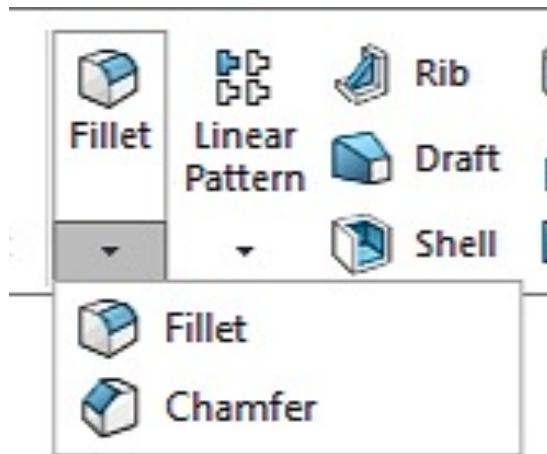 Fillet
Linear
Pattern
Rib
Draft
Shell
Fillet
Chamfer